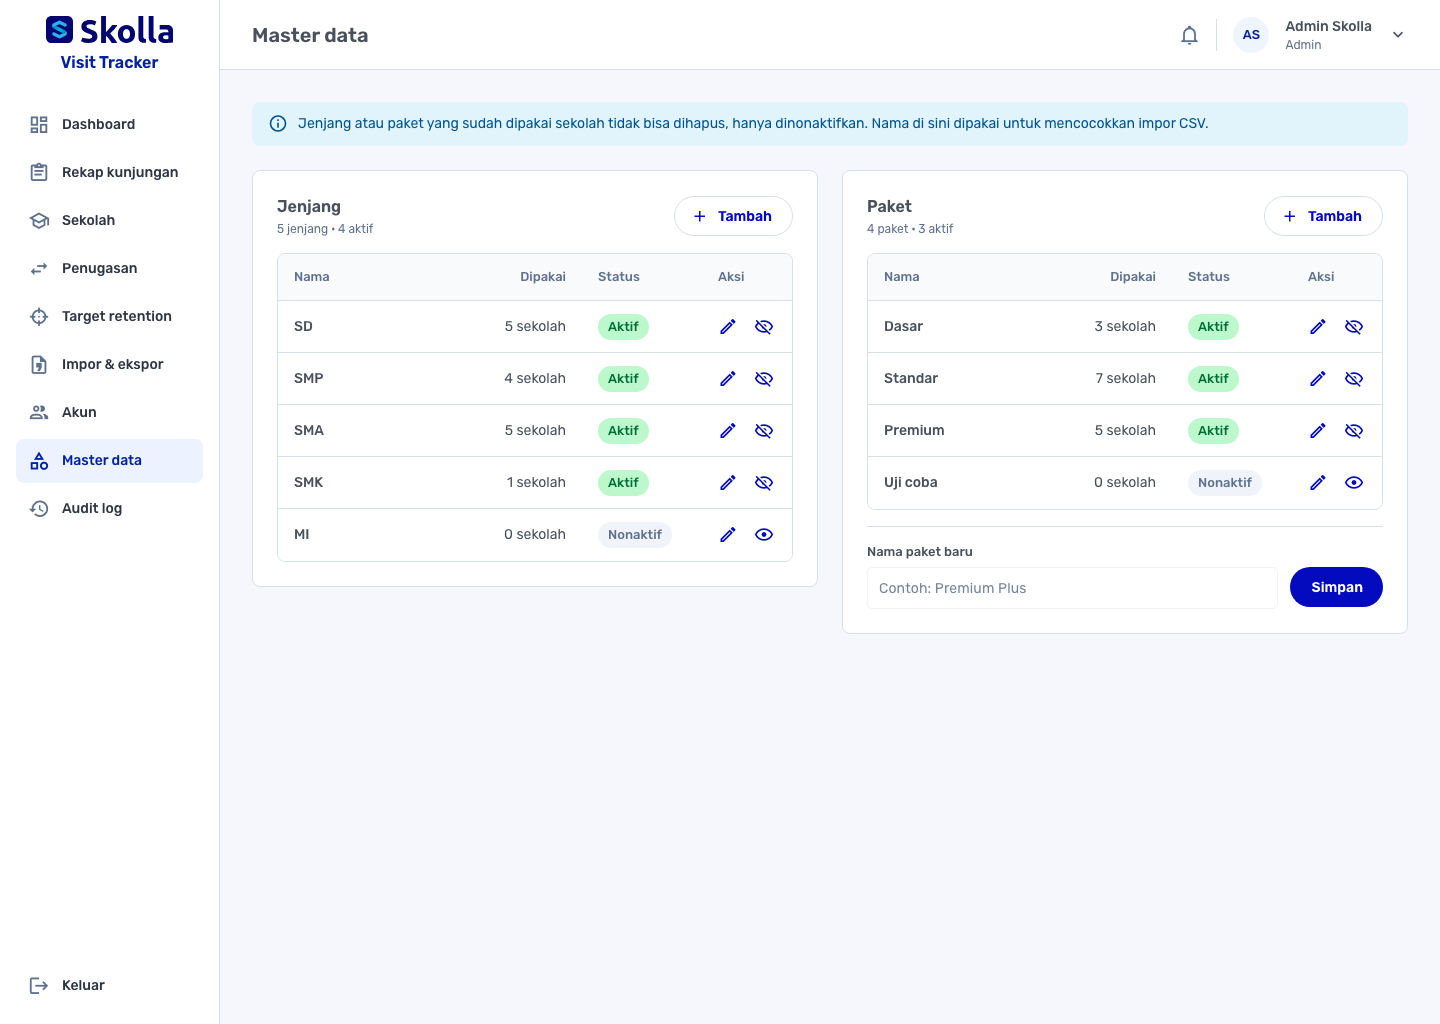 Skolla
Visit Tracker
Dashboard
Rekap kunjungan
Sekolah
Penugasan
Target retention
Impor & ekspor
Akun
Master data
Audit log
Keluar
Master data
AS
Admin Skolla
Admin
Jenjang atau paket yang sudah dipakai sekolah tidak bisa dihapus, hanya dinonaktifkan. Nama di sini dipakai untuk mencocokkan impor CSV.
Jenjang
5 jenjang • 4 aktif
Tambah
Nama Dipakai Status Aksi
SD 5 sekolah Aktif
SMP 4 sekolah Aktif
SMA 5 sekolah Aktif
SMK 1 sekolah Aktif
MI 0 sekolah Nonaktif
Paket
4 paket • 3 aktif
Tambah
Nama Dipakai Status Aksi
Dasar 3 sekolah Aktif
Standar 7 sekolah Aktif
Premium 5 sekolah Aktif
Uji coba 0 sekolah Nonaktif
Nama paket baru
Contoh: Premium Plus
Simpan